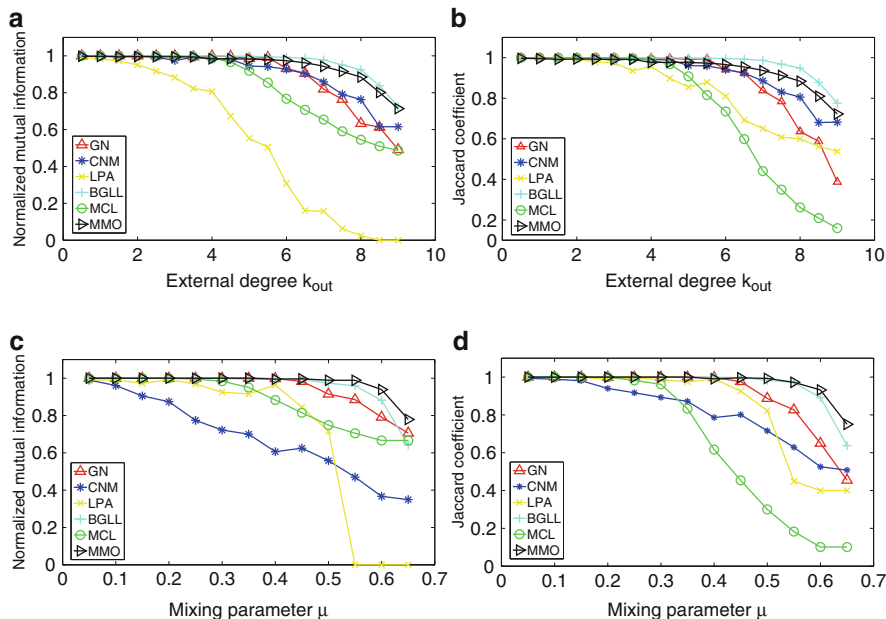 a
Normalized mutual information
1
0.8
0.6
0.4
0.2
0
GN
CNM
LPA
BGLL
MCL
MMO
0 2 4 6 8 10
External degree kout
b
Jaccard coefficient
1
0.8
0.6
0.4
0.2
0
GN
CNM
LPA
BGLL
MCL
MMO
0 2 4 6 8 10
External degree kout
c
Normalized mutual information
1
0.8
0.6
0.4
0.2
0
GN
CNM
LPA
BGLL
MCL
MMO
0 0.1 0.2 0.3 0.4 0.5 0.6 0.7
Mixing parameter μ
d
Jaccard coefficient
1
0.8
0.6
0.4
0.2
0
GN
CNM
LPA
BGLL
MCL
MMO
0 0.1 0.2 0.3 0.4 0.5 0.6 0.7
Mixing parameter μ